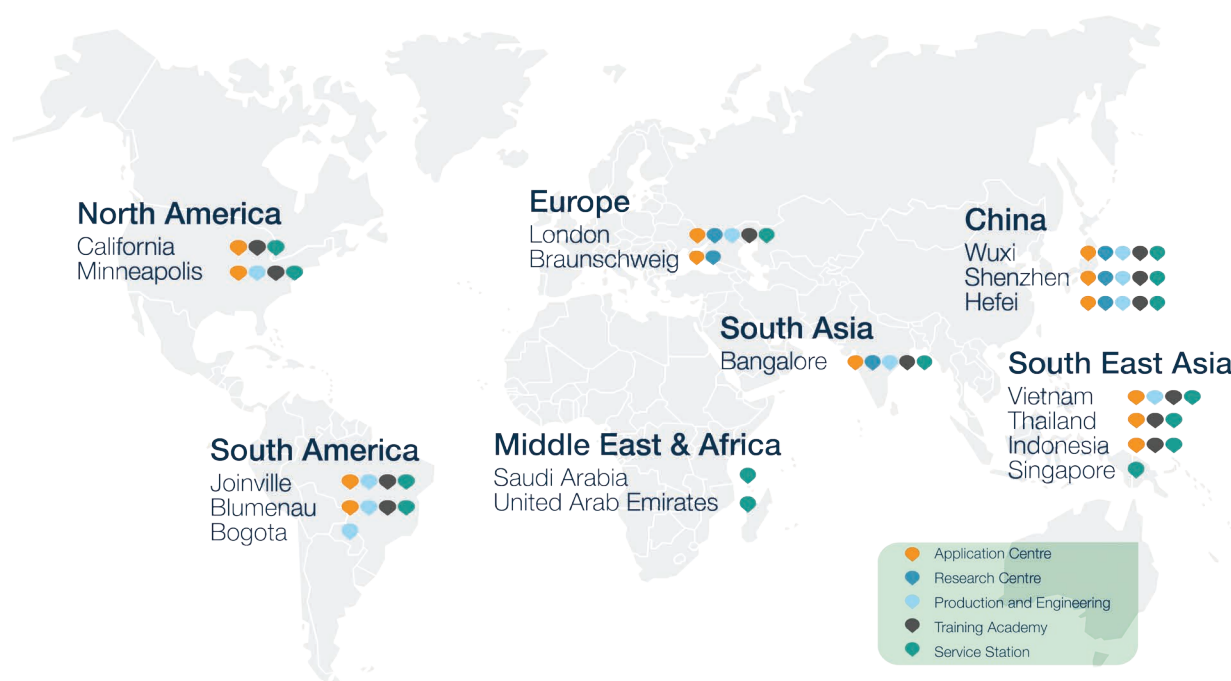 North America
California
Minneapolis
Europe
London
Braunschweig
China
Wuxi
Shenzhen
Hefei
South Asia
Bangalore
South East Asia
Vietnam
Thailand
Indonesia
Singapore
South America
Joinville
Blumenau
Bogota
Middle East & Africa
Saudi Arabia
United Arab Emirates
Application Centre
Research Centre
Production and Engineering
Training Academy
Service Station